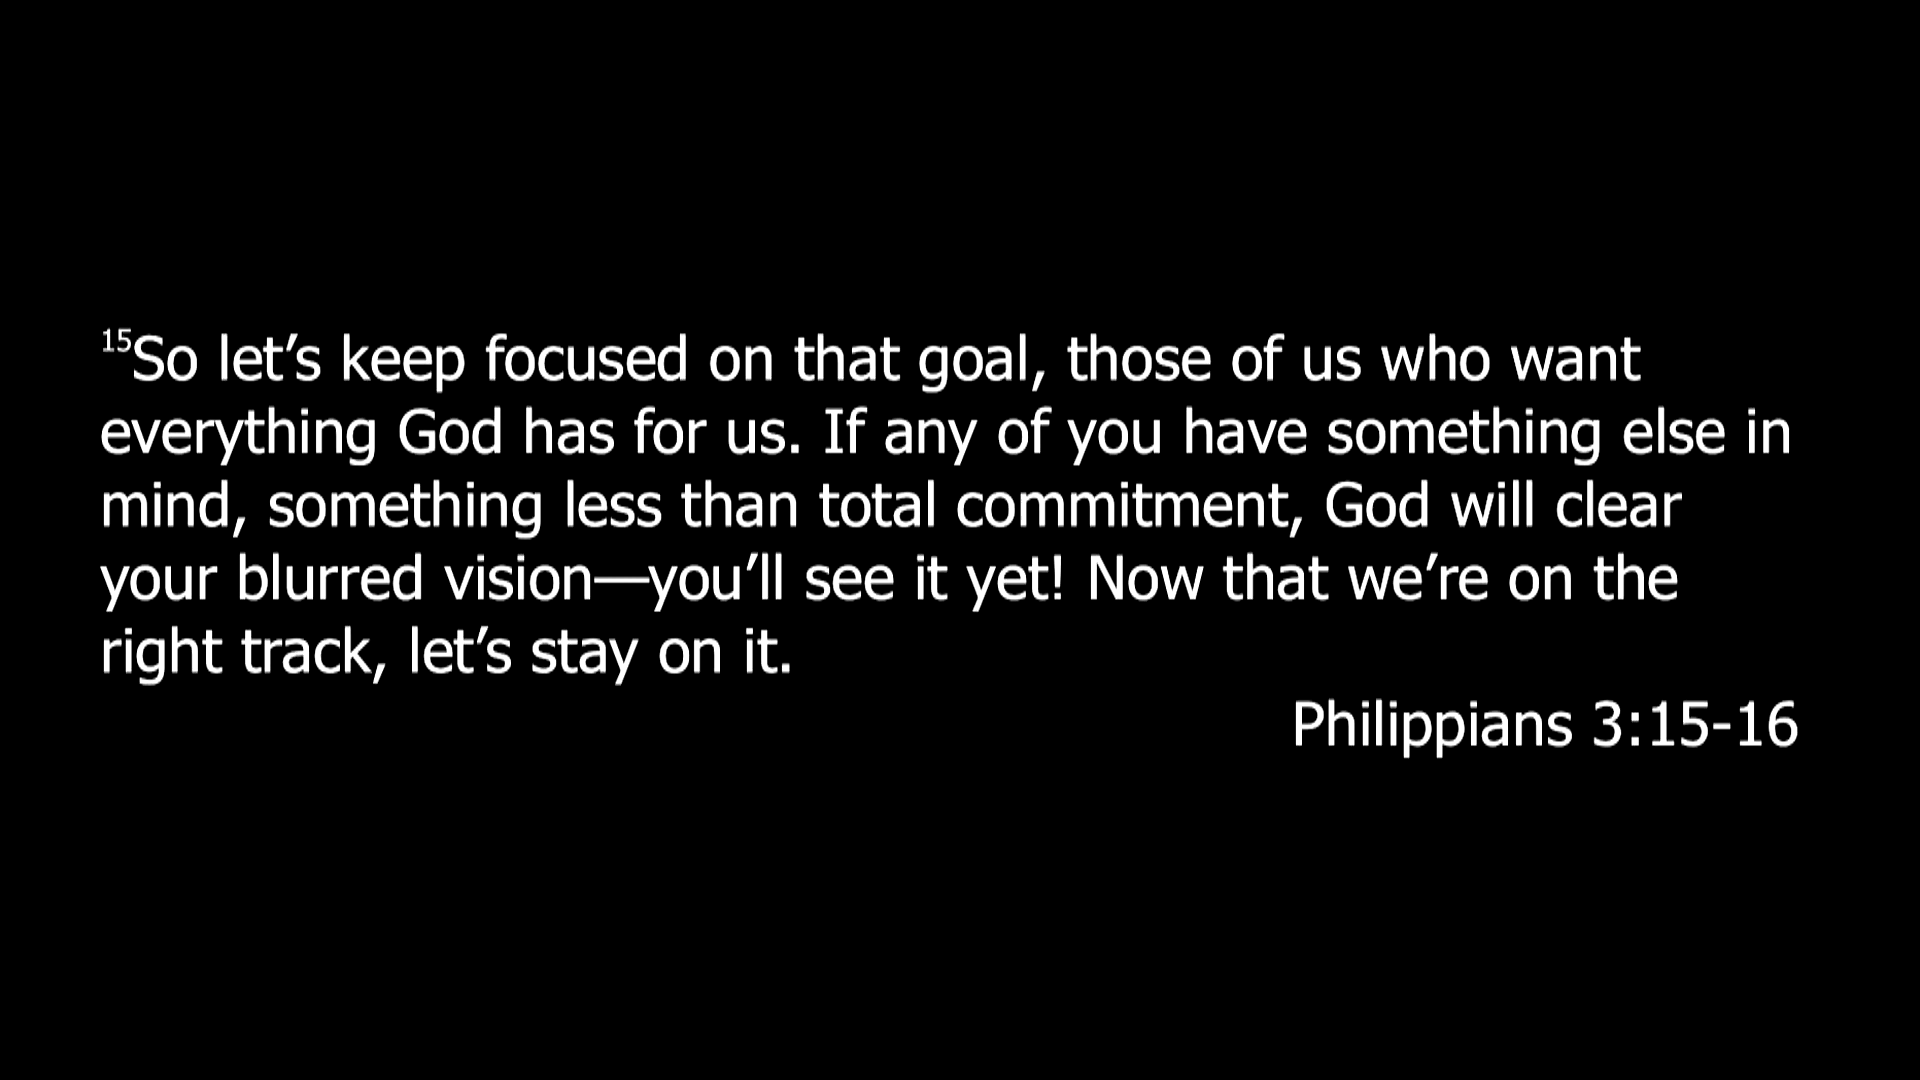 15So let’s keep focused on that goal, those of us who want
everything God has for us. If any of you have something else in
mind, something less than total commitment, God will clear
your blurred vision—you’ll see it yet! Now that we’re on the
right track, let’s stay on it.
Philippians 3:15-16